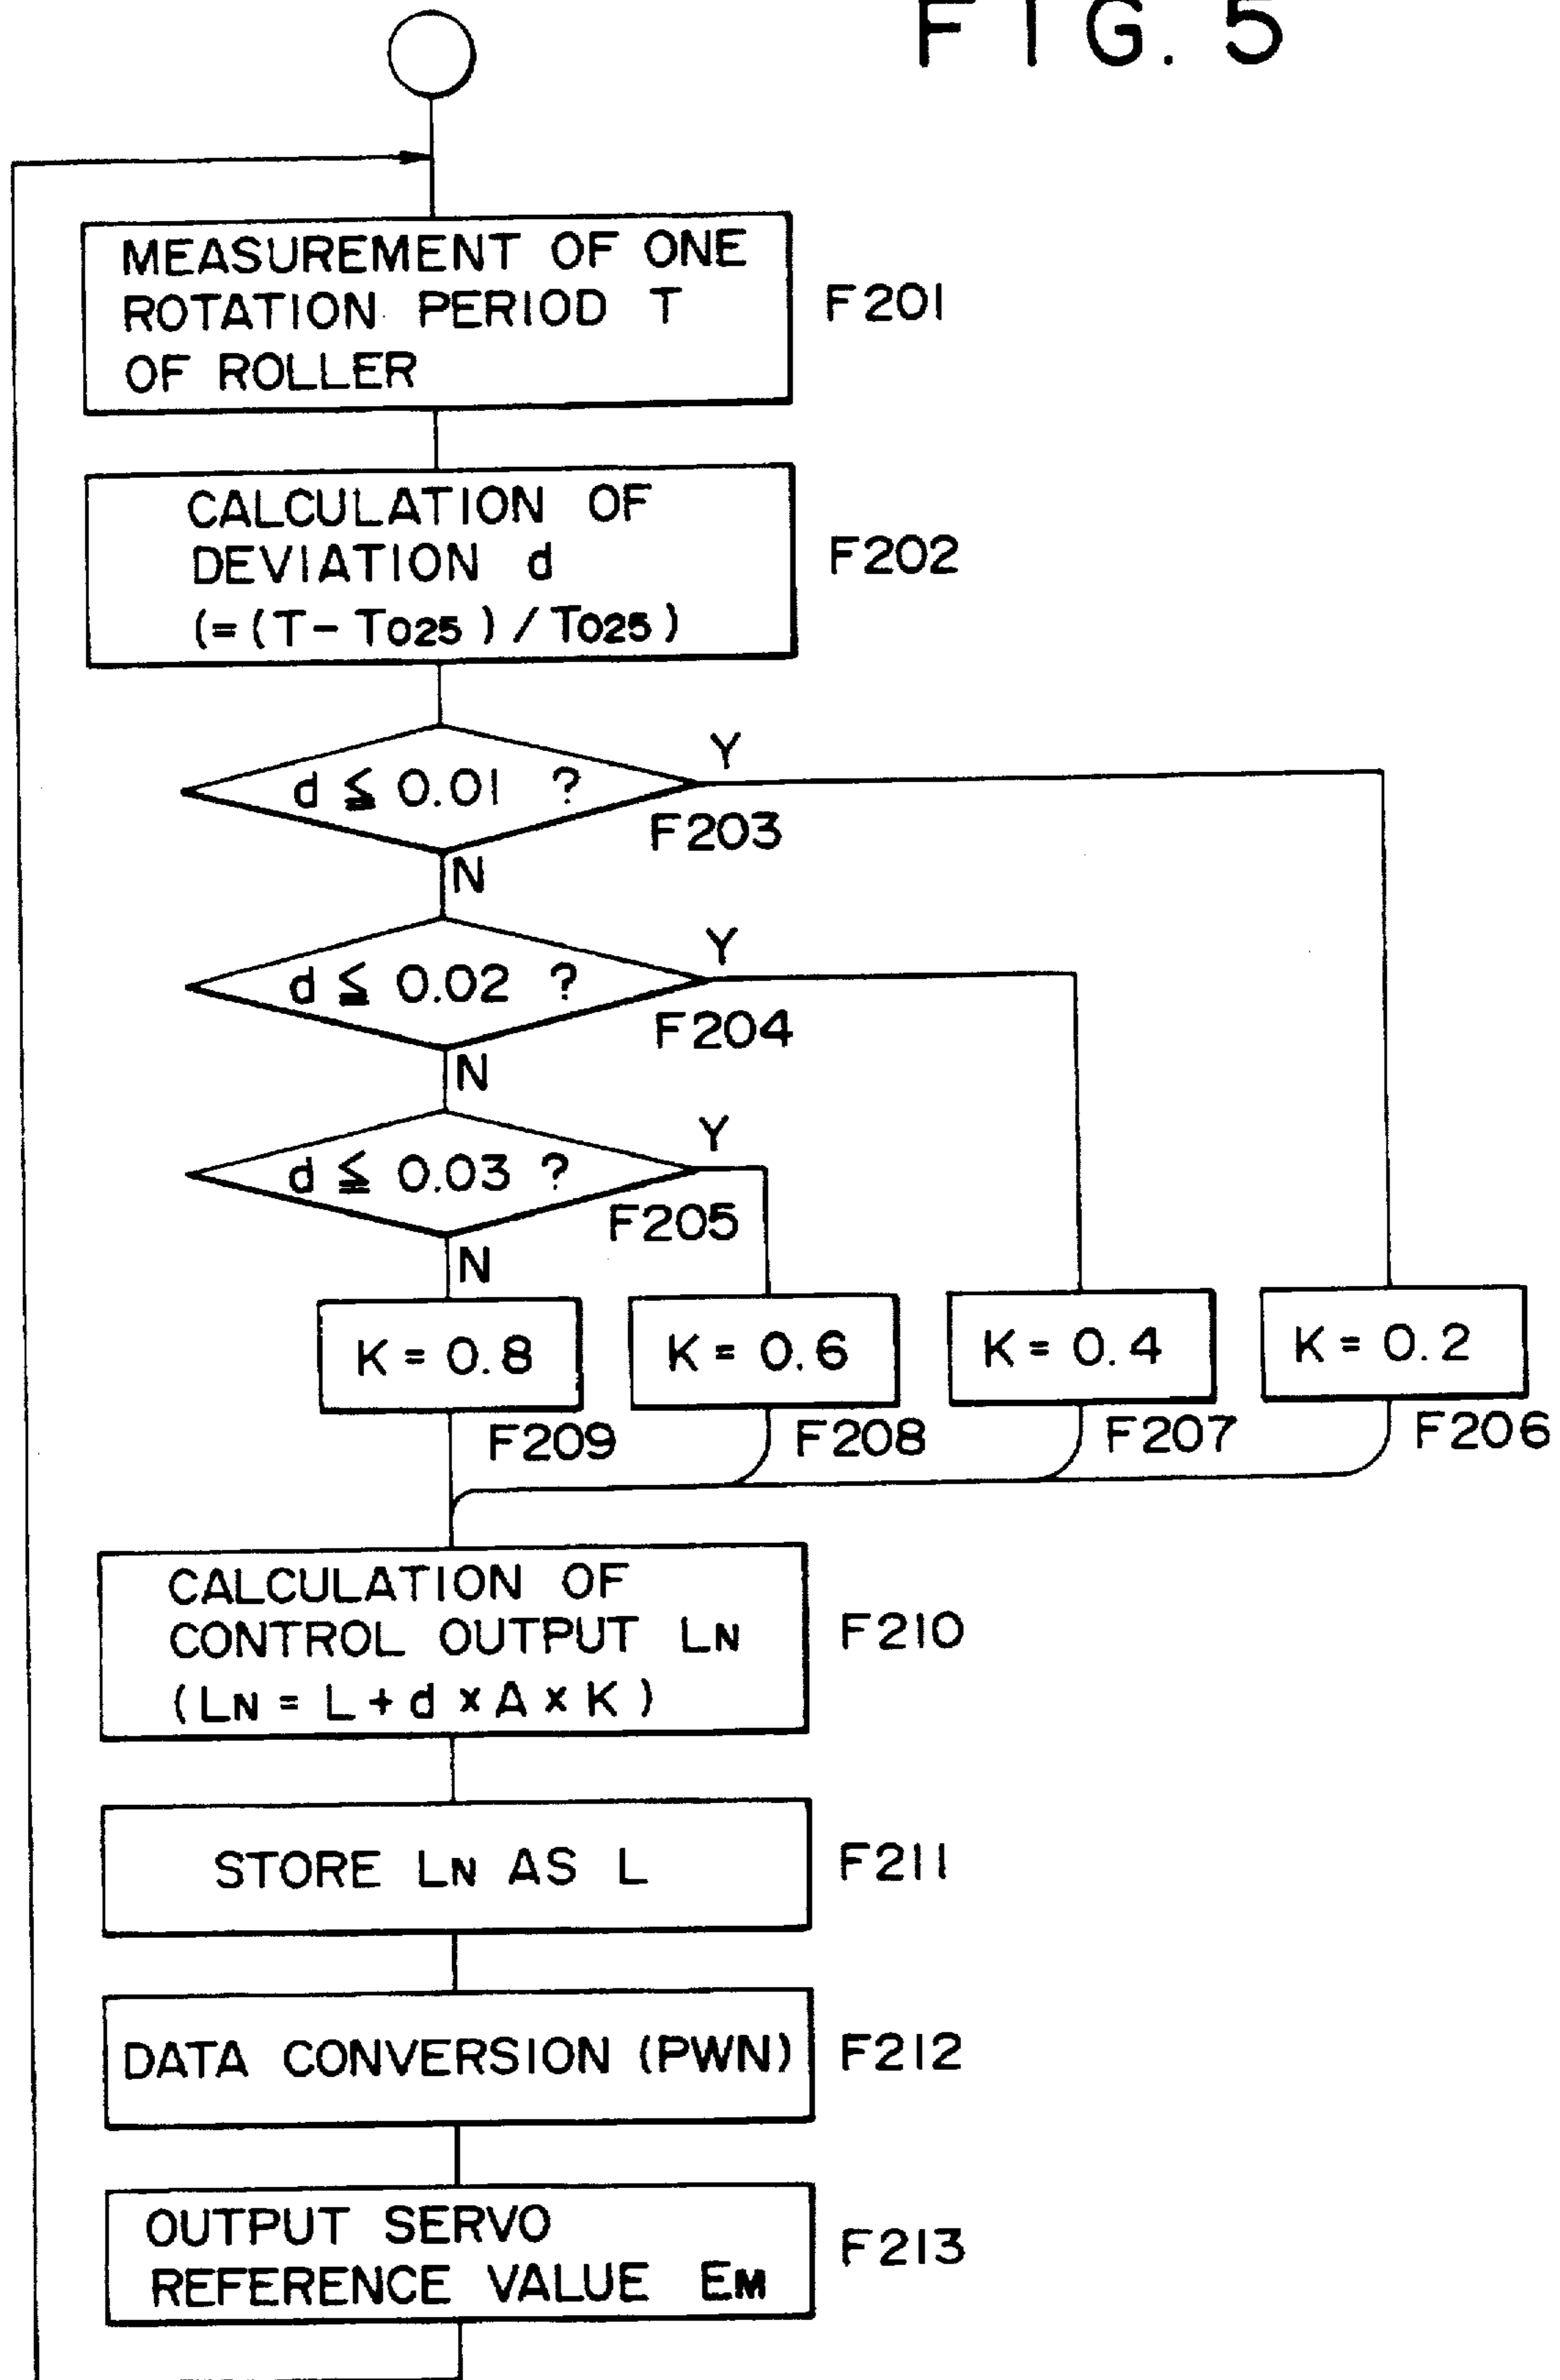 FIG. 5
MEASUREMENT OF ONE
ROTATION PERIOD T
OF ROLLER
F201
CALCULATION OF
DEVIATION d
(=(T-T025)/T025)
F202
d ≦ 0.01 ?
Y
F203
N
d ≦ 0.02 ?
Y
F204
N
d ≦ 0.03 ?
Y
F205
N
K = 0.8
K = 0.6
K = 0.4
K = 0.2
F209
F208
F207
F206
CALCULATION OF
CONTROL OUTPUT LN
(LN = L + d × A × K)
F210
STORE LN AS L
F211
DATA CONVERSION (PWN)
F212
OUTPUT SERVO
REFERENCE VALUE EM
F213